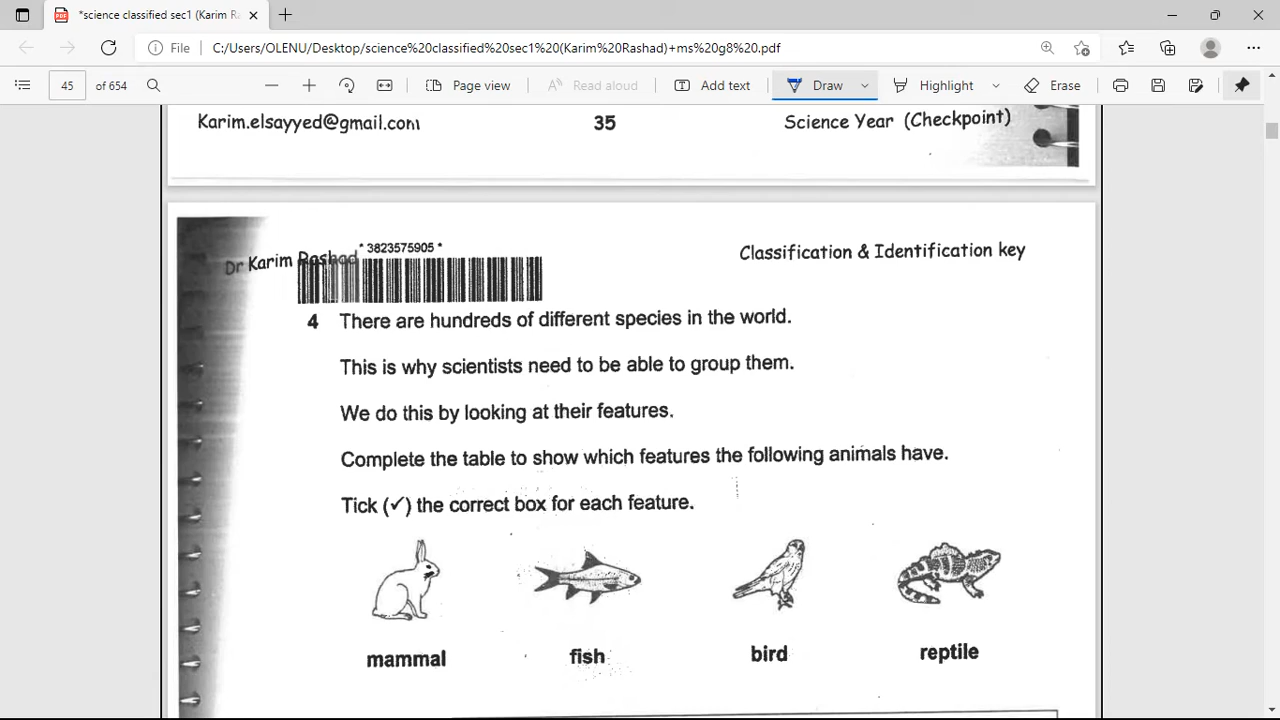 *science classified sec1 (Karim Ra
File
C:/Users/OLENU/Desktop/science%20classified%20sec1%20(Karim%20Rashad)+ms%20g8%20.pdf
45 of 654
Page view
Read aloud
Add text
Draw
Highlight
Erase
Karim.elsayyed@gmail.com 35 Science Year (Checkpoint)
* 3823575905 *
Dr Karim Rashad Classification & Identification key
4 There are hundreds of different species in the world.
This is why scientists need to be able to group them.
We do this by looking at their features.
Complete the table to show which features the following animals have.
Tick (✓) the correct box for each feature.
mammal fish bird reptile